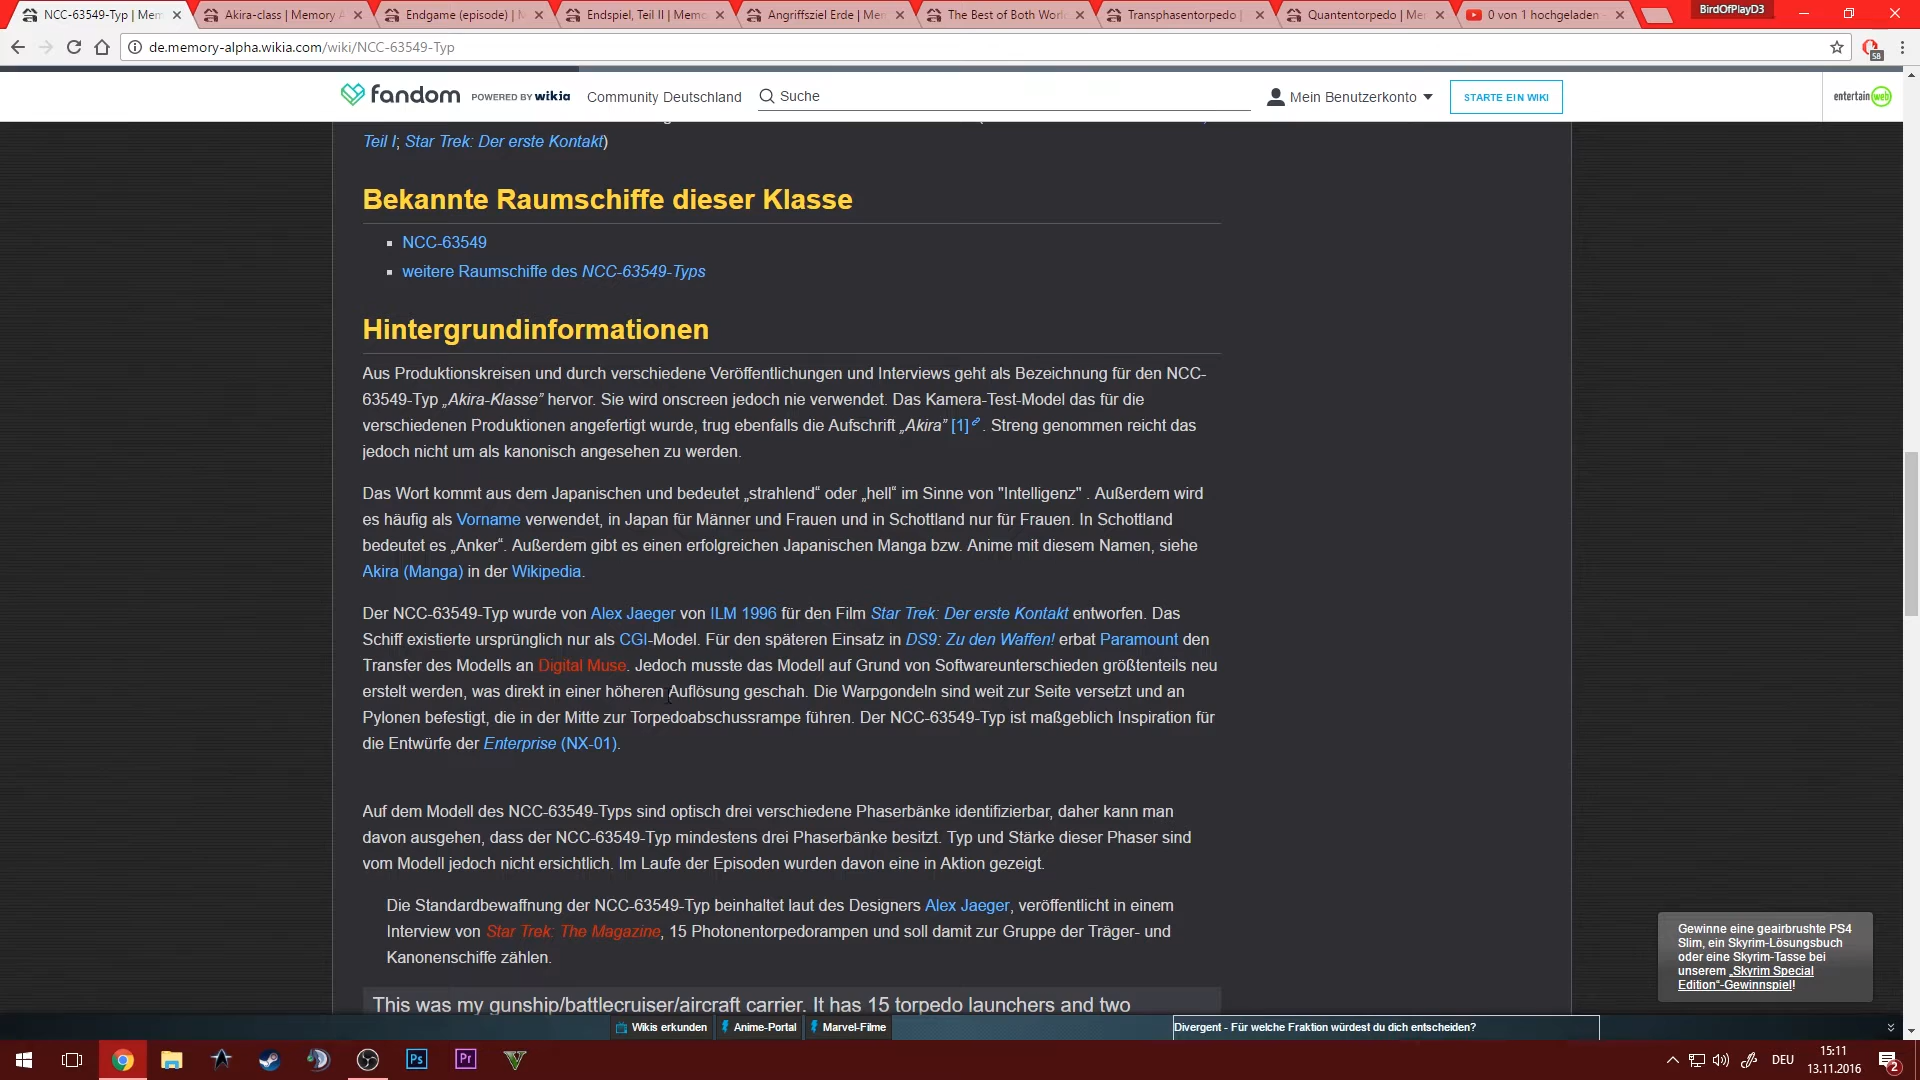 NCC-63549-Typ | Mem
Akira-class | Memory A
Endgame (episode) | M
Endspiel, Teil II | Memo
Angriffsziel Erde | Mem
The Best of Both Worl
Transphasentorpedo |
Quantentorpedo | Me
0 von 1 hochgeladen -
BirdOfPlayD3
de.memory-alpha.wikia.com/wiki/NCC-63549-Typ
58
fandom POWERED BY wikia Community Deutschland Suche Mein Benutzerkonto STARTE EIN WIKI entertain web
Teil I; Star Trek: Der erste Kontakt)
Bekannte Raumschiffe dieser Klasse
NCC-63549
weitere Raumschiffe des NCC-63549-Typs
Hintergrundinformationen
Aus Produktionskreisen und durch verschiedene Veröffentlichungen und Interviews geht als Bezeichnung für den NCC-
63549-Typ „Akira-Klasse” hervor. Sie wird onscreen jedoch nie verwendet. Das Kamera-Test-Model das für die
verschiedenen Produktionen angefertigt wurde, trug ebenfalls die Aufschrift „Akira” [1] . Streng genommen reicht das
jedoch nicht um als kanonisch angesehen zu werden.
Das Wort kommt aus dem Japanischen und bedeutet „strahlend“ oder „hell“ im Sinne von "Intelligenz" . Außerdem wird
es häufig als Vorname verwendet, in Japan für Männer und Frauen und in Schottland nur für Frauen. In Schottland
bedeutet es „Anker“. Außerdem gibt es einen erfolgreichen Japanischen Manga bzw. Anime mit diesem Namen, siehe
Akira (Manga) in der Wikipedia.
Der NCC-63549-Typ wurde von Alex Jaeger von ILM 1996 für den Film Star Trek: Der erste Kontakt entworfen. Das
Schiff existierte ursprünglich nur als CGI-Model. Für den späteren Einsatz in DS9: Zu den Waffen! erbat Paramount den
Transfer des Modells an Digital Muse. Jedoch musste das Modell auf Grund von Softwareunterschieden größtenteils neu
erstellt werden, was direkt in einer höheren Auflösung geschah. Die Warpgondeln sind weit zur Seite versetzt und an
Pylonen befestigt, die in der Mitte zur Torpedoabschussrampe führen. Der NCC-63549-Typ ist maßgeblich Inspiration für
die Entwürfe der Enterprise (NX-01).
Auf dem Modell des NCC-63549-Typs sind optisch drei verschiedene Phaserbänke identifizierbar, daher kann man
davon ausgehen, dass der NCC-63549-Typ mindestens drei Phaserbänke besitzt. Typ und Stärke dieser Phaser sind
vom Modell jedoch nicht ersichtlich. Im Laufe der Episoden wurden davon eine in Aktion gezeigt.
Die Standardbewaffnung der NCC-63549-Typ beinhaltet laut des Designers Alex Jaeger, veröffentlicht in einem
Interview von Star Trek: The Magazine, 15 Photonentorpedorampen und soll damit zur Gruppe der Träger- und
Kanonenschiffe zählen.
This was my gunship/battlecruiser/aircraft carrier. It has 15 torpedo launchers and two
Gewinne eine geairbrushte PS4
Slim, ein Skyrim-Lösungsbuch
oder eine Skyrim-Tasse bei
unserem „Skyrim Special
Edition“-Gewinnspiel!
Wikis erkunden
Anime-Portal
Marvel-Filme
Divergent - Für welche Fraktion würdest du dich entscheiden?
Ps
Pr
DEU
15:11
13.11.2016
2